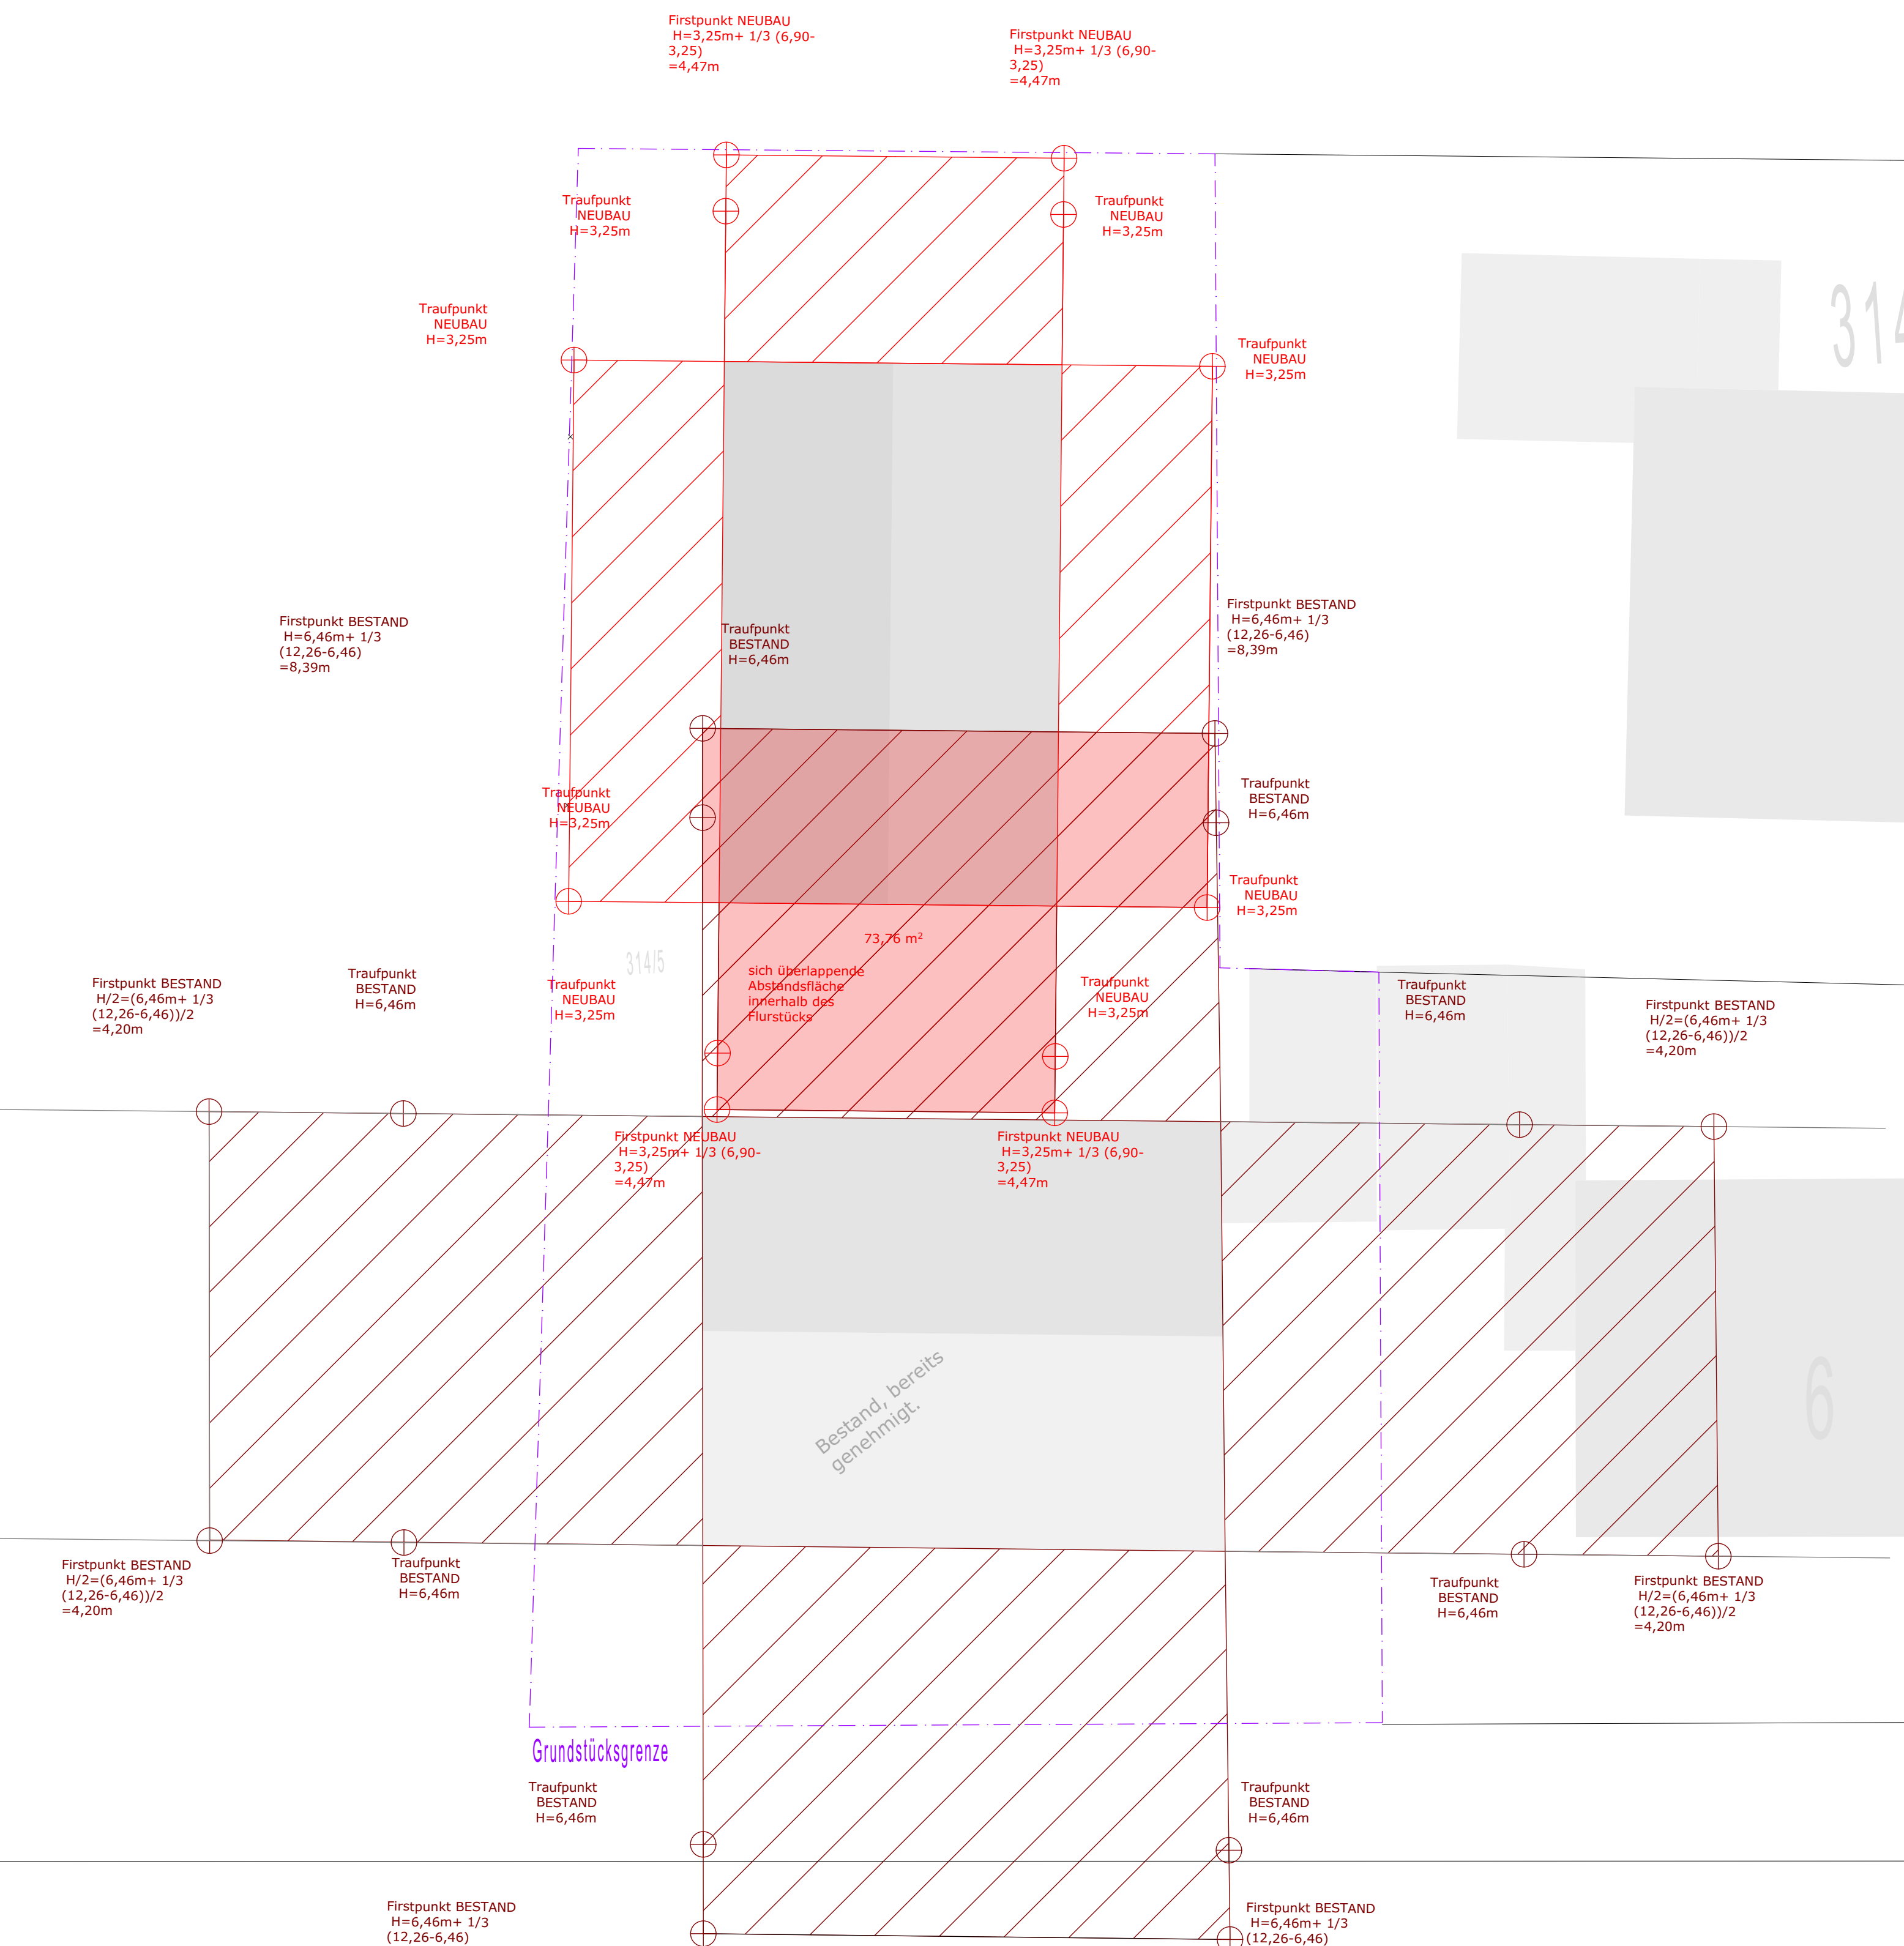 Firstpunkt NEUBAU
H=3,25m+ 1/3 (6,90-
3,25)
=4,47m
Firstpunkt NEUBAU
H=3,25m+ 1/3 (6,90-
3,25)
=4,47m
Traufpunkt
NEUBAU
H=3,25m
Traufpunkt
NEUBAU
H=3,25m
314
Traufpunkt
NEUBAU
H=3,25m
Traufpunkt
NEUBAU
H=3,25m
Firstpunkt BESTAND
H=6,46m+ 1/3
(12,26-6,46)
=8,39m
Traufpunkt
BESTAND
H=6,46m
Firstpunkt BESTAND
H=6,46m+ 1/3
(12,26-6,46)
=8,39m
Traufpunkt
NEUBAU
H=3,25m
Traufpunkt
BESTAND
H=6,46m
Traufpunkt
NEUBAU
H=3,25m
73,76 m²
314/5
Firstpunkt BESTAND
H/2=(6,46m+ 1/3
(12,26-6,46))/2
=4,20m
Traufpunkt
BESTAND
H=6,46m
Traufpunkt
NEUBAU
H=3,25m
sich überlappende
Abstandsfläche
innerhalb des
Flurstücks
Traufpunkt
NEUBAU
H=3,25m
Traufpunkt
BESTAND
H=6,46m
Firstpunkt BESTAND
H/2=(6,46m+ 1/3
(12,26-6,46))/2
=4,20m
Firstpunkt NEUBAU
H=3,25m+ 1/3 (6,90-
3,25)
=4,47m
Firstpunkt NEUBAU
H=3,25m+ 1/3 (6,90-
3,25)
=4,47m
Bestand, bereits
genehmigt.
6
Firstpunkt BESTAND
H/2=(6,46m+ 1/3
(12,26-6,46))/2
=4,20m
Traufpunkt
BESTAND
H=6,46m
Traufpunkt
BESTAND
H=6,46m
Firstpunkt BESTAND
H/2=(6,46m+ 1/3
(12,26-6,46))/2
=4,20m
Grundstücksgrenze
Traufpunkt
BESTAND
H=6,46m
Traufpunkt
BESTAND
H=6,46m
Firstpunkt BESTAND
H=6,46m+ 1/3
(12,26-6,46)
Firstpunkt BESTAND
H=6,46m+ 1/3
(12,26-6,46)